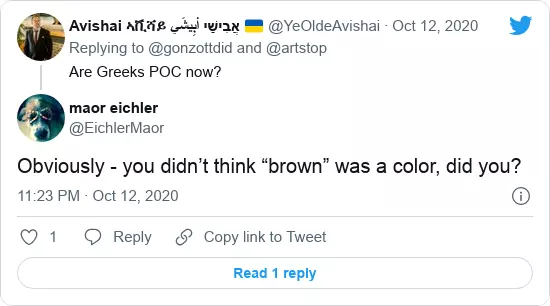 Avishai ኣቪሻይ أَبِيشَي אֲבִישַׁי 🇺🇦 @YeOldeAvishai · Oct 12, 2020
Replying to @gonzottdid and @artstop
Are Greeks POC now?
maor eichler
@EichlerMaor
Obviously - you didn’t think “brown” was a color, did you?
11:23 PM · Oct 12, 2020
1 Reply Copy link to Tweet
Read 1 reply